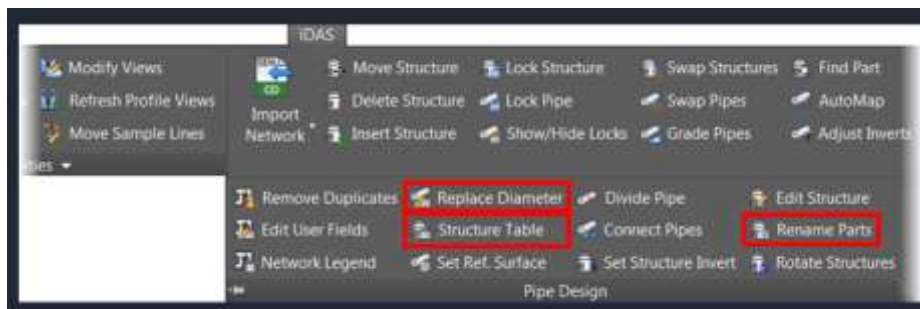 iDAS
Modify Views
Refresh Profile Views
Move Sample Lines
Import
Network
Move Structure
Delete Structure
Insert Structure
Lock Structure
Lock Pipe
Show/Hide Locks
Swap Structures
Swap Pipes
Grade Pipes
Find Part
AutoMap
Adjust Inverts
Remove Duplicates
Edit User Fields
Network Legend
Replace Diameter
Structure Table
Set Ref. Surface
Divide Pipe
Connect Pipes
Set Structure Invert
Edit Structure
Rename Parts
Rotate Structures
Pipe Design